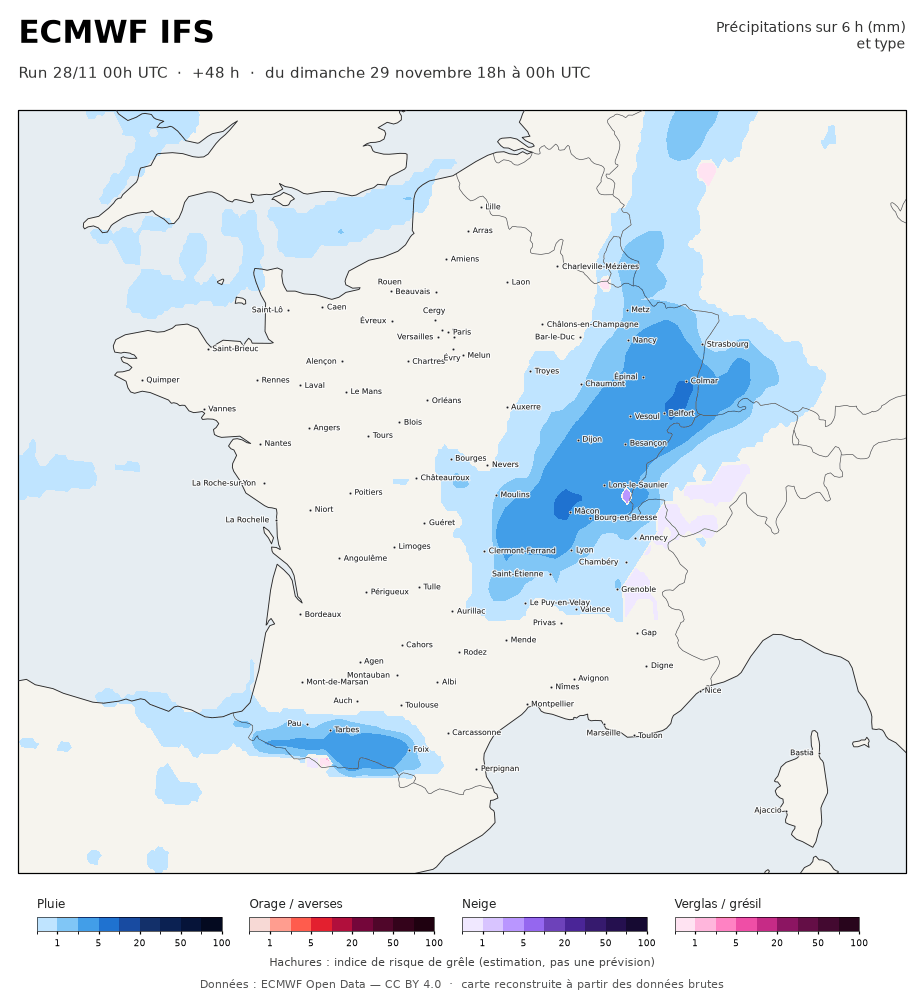 ECMWF IFS
Précipitations sur 6 h (mm)
et type
Run 28/11 00h UTC · +48 h · du dimanche 29 novembre 18h à 00h UTC
Lille
Arras
Amiens
Charleville-Mézières
Rouen
Laon
Beauvais
Saint-Lô
Caen
Cergy
Metz
Évreux
Châlons-en-Champagne
Versailles
Paris
Bar-le-Duc
Nancy
Strasbourg
Saint-Brieuc
Alençon
Chartres
Évry
Melun
Quimper
Rennes
Laval
Troyes
Épinal
Colmar
Chaumont
Le Mans
Vannes
Orléans
Auxerre
Belfort
Vesoul
Angers
Blois
Tours
Dijon
Besançon
Nantes
Bourges
Nevers
La Roche-sur-Yon
Châteauroux
Lons-le-Saunier
Poitiers
Moulins
Niort
Mâcon
La Rochelle
Guéret
Bourg-en-Bresse
Annecy
Limoges
Clermont-Ferrand
Lyon
Angoulême
Chambéry
Saint-Étienne
Périgueux
Tulle
Grenoble
Bordeaux
Aurillac
Le Puy-en-Velay
Valence
Privas
Gap
Cahors
Mende
Rodez
Agen
Digne
Montauban
Mont-de-Marsan
Albi
Avignon
Nîmes
Nice
Auch
Toulouse
Montpellier
Pau
Tarbes
Carcassonne
Marseille
Toulon
Foix
Bastia
Perpignan
Ajaccio
Pluie
Orage / averses
Neige
Verglas / grésil
1 5 20 50 100
1 5 20 50 100
1 5 20 50 100
1 5 20 50 100
Hachures : indice de risque de grêle (estimation, pas une prévision)
Données : ECMWF Open Data — CC BY 4.0 · carte reconstruite à partir des données brutes